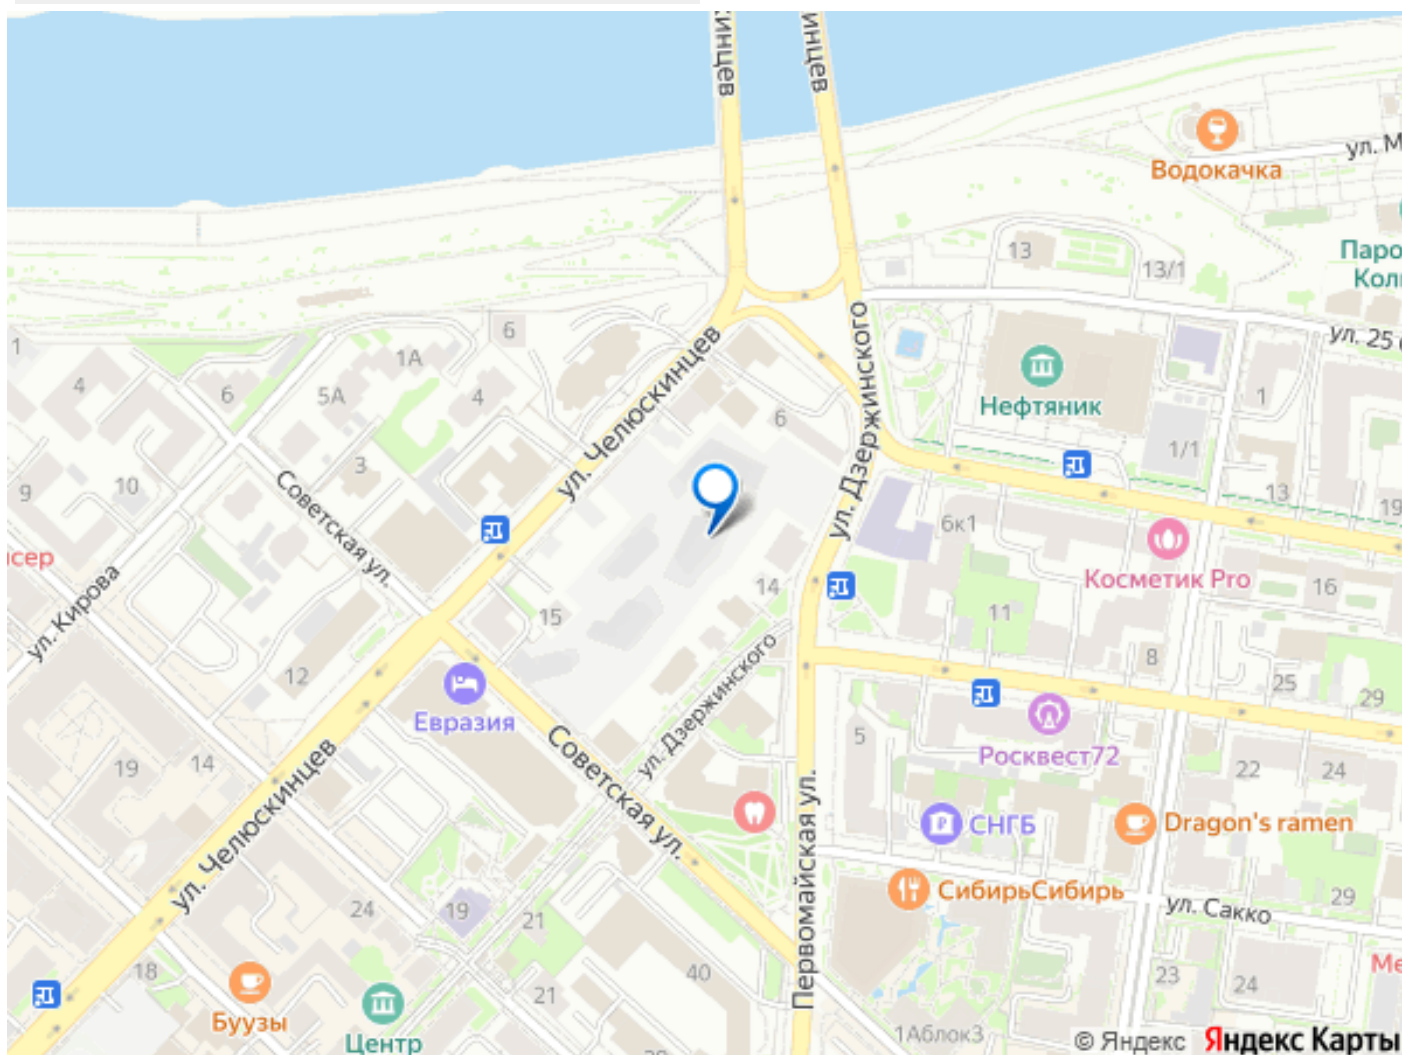 кинцев
инцев
Водокачка
ул. М
Паро
Кол
13
13/1
ул. Дзержинского
ул. 25
6
1А
1
4
6
5А
4
ул. Челюскинцев
Нефтяник
1
6
1/1
3
10
9
Советская ул.
13
19
сер
6к1
Косметик Pro
16
ул. Кирова
15
14
11
8
12
25
29
Евразия
ул. Дзержинского
5
Росквест72
22
24
19
14
Советская ул.
ул. Челюскинцев
Первомайская ул.
СНГБ
Dragon's ramen
СибирьСибирь
29
ул. Сакко
24
19
21
18
40
23
24
Ме
21
Буузы
Центр
1Аблок3
© Яндекс Яндекс Карты